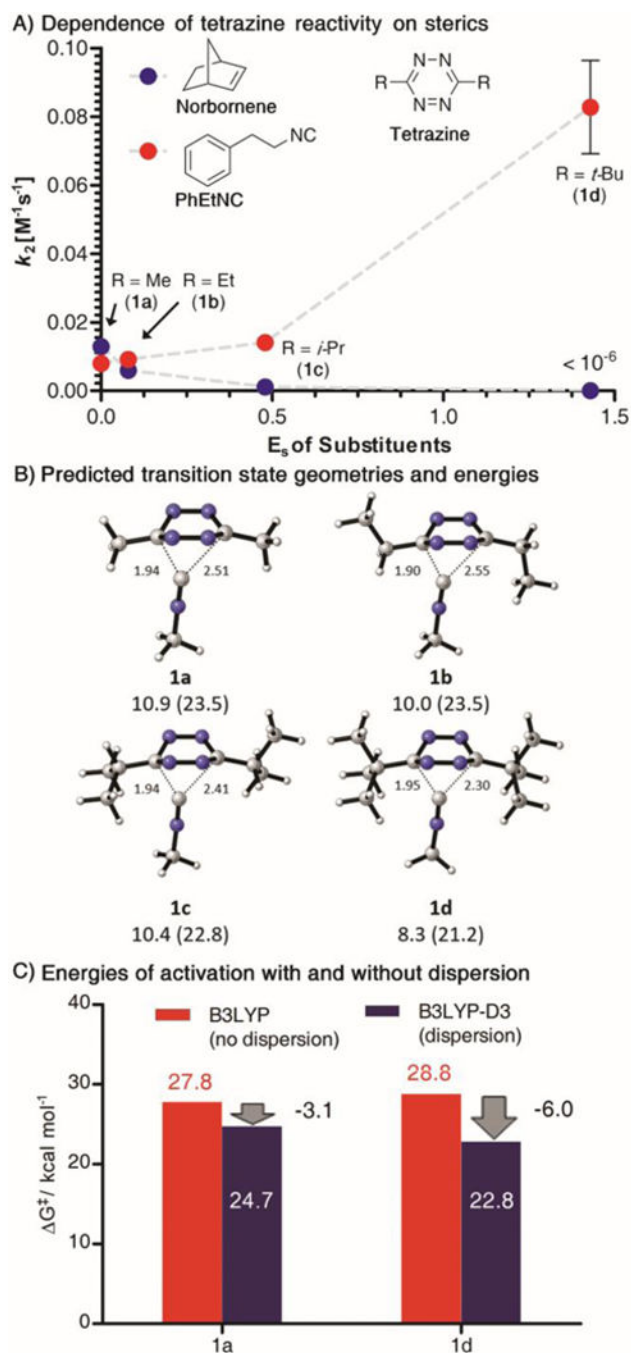 A) Dependence of tetrazine reactivity on sterics
0.10
0.08
0.06
0.04
0.02
0.00
k₂ [M⁻¹s⁻¹]
Norbornene
NC
PhEtNC
N N
R R
N=N
Tetrazine
R = Me
(1a)
R = Et
(1b)
R = i-Pr
(1c)
R = t-Bu
(1d)
< 10⁻⁶
0.0 0.5 1.0 1.5
Eₛ of Substituents
B) Predicted transition state geometries and energies
1.94 2.51
1a
10.9 (23.5)
1.90 2.55
1b
10.0 (23.5)
1.94 2.41
1c
10.4 (22.8)
1.95 2.30
1d
8.3 (21.2)
C) Energies of activation with and without dispersion
40
30
20
10
0
ΔG‡/ kcal mol⁻¹
B3LYP
(no dispersion)
B3LYP-D3
(dispersion)
27.8
-3.1
24.7
28.8
-6.0
22.8
1a 1d